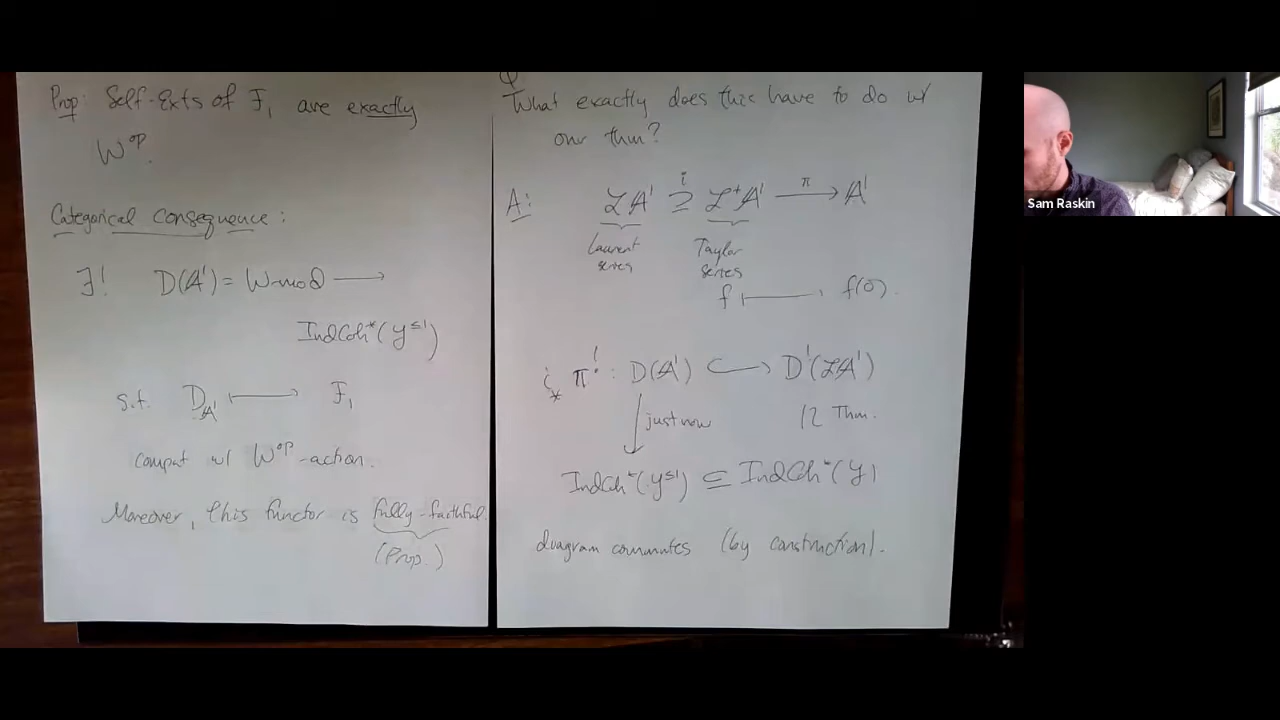 Prop: Self-Exts of F₁ are exactly
W^op.
Categorical Consequence:
∃! D(A¹) = W-mod ⟶
IndCoh*(Y^≤1)
s.t. D_A¹ ⟼ F₁
compat w/ W^op-action.
Moreover, this functor is fully-faithful.
(Prop.)
Q
What exactly does this have to do w/
our thm?
A: 𝓛A¹ ⊇ 𝓛⁺A¹ ⟶ A¹
i π
Laurent series
Taylor series
f ⟼ f(0).
i_* π^! : D(A¹) ↪ D^!(𝓛A¹)
↓ just now
≀∥ Thm.
IndCoh*(Y^≤1) ⊆ IndCoh*(Y)
diagram commutes (by construction).
Sam Raskin